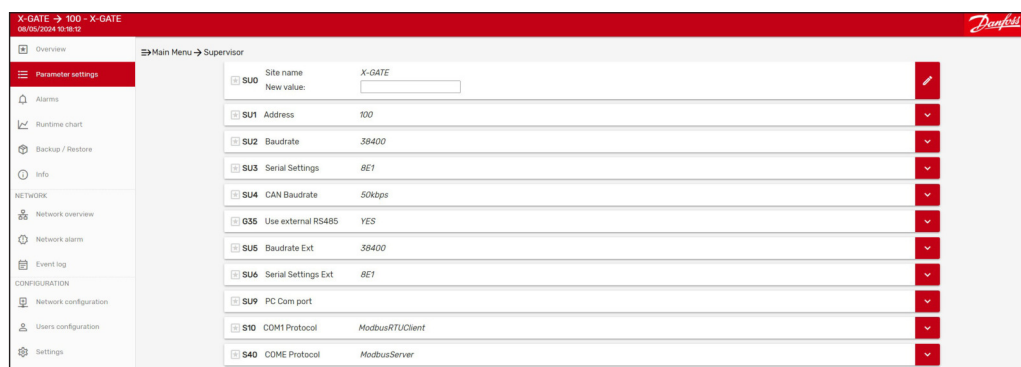 X-GATE → 100 - X-GATE
08/05/2024 10:18:12
Danfoss
Overview
Parameter settings
Alarms
Runtime chart
Backup / Restore
Info
NETWORK
Network overview
Network alarm
Event log
CONFIGURATION
Network configuration
Users configuration
Settings
Main Menu → Supervisor
SU0 Site name X-GATE
New value:
SU1 Address 100
SU2 Baudrate 38400
SU3 Serial Settings 8E1
SU4 CAN Baudrate 50kbps
G35 Use external RS485 YES
SU5 Baudrate Ext 38400
SU6 Serial Settings Ext 8E1
SU9 PC Com port
S10 COM1 Protocol ModbusRTUClient
S40 COME Protocol ModbusServer